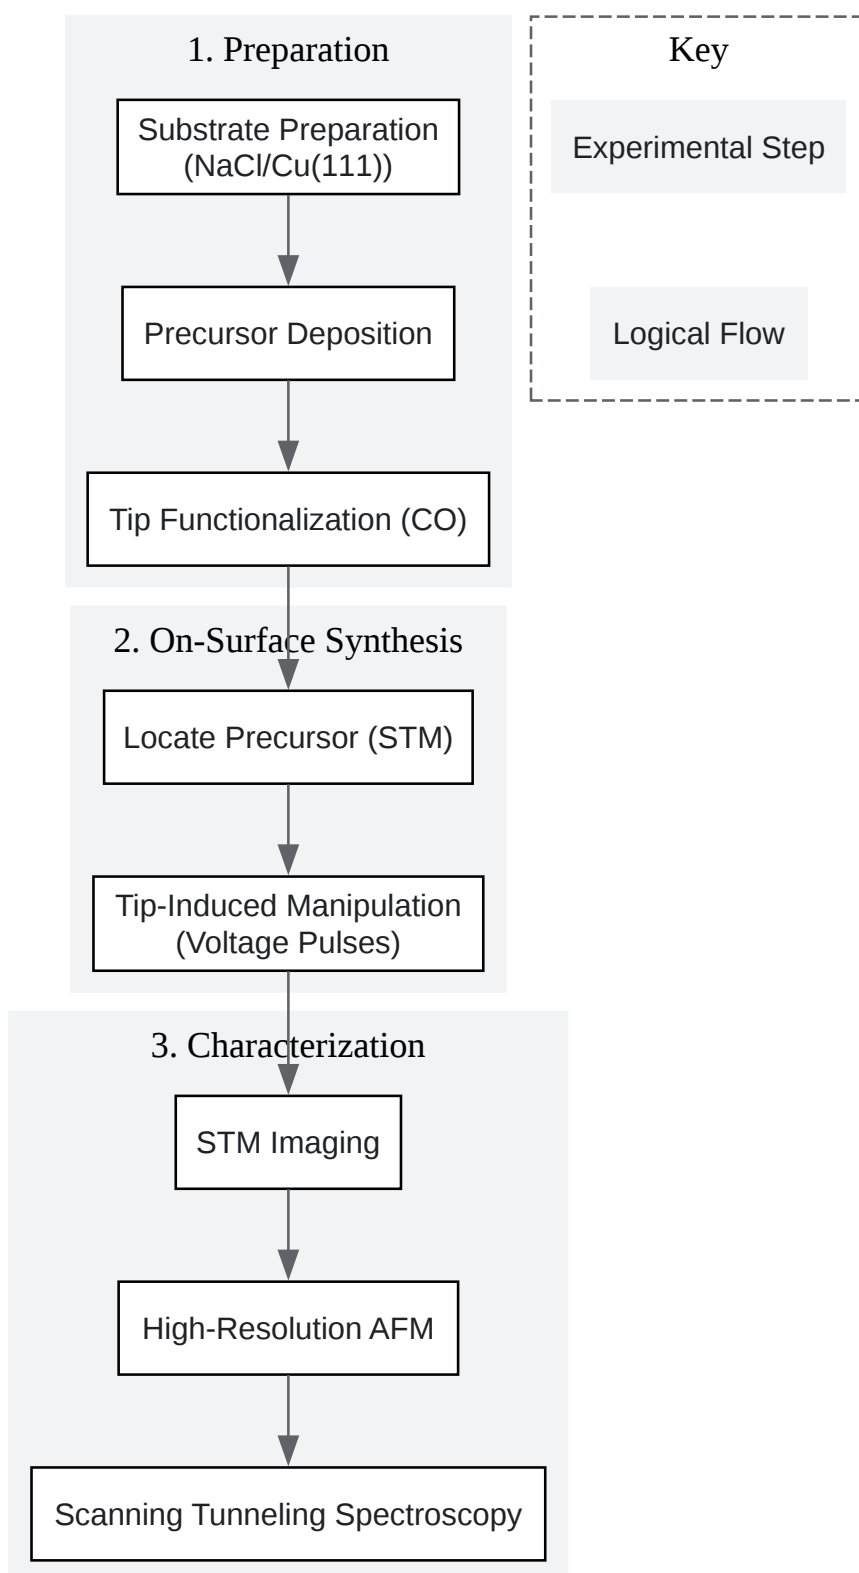 1. Preparation
Substrate Preparation
(NaCl/Cu(111))
Precursor Deposition
Tip Functionalization (CO)
2. On-Surface Synthesis
Locate Precursor (STM)
Tip-Induced Manipulation
(Voltage Pulses)
3. Characterization
STM Imaging
High-Resolution AFM
Scanning Tunneling Spectroscopy
Key
Experimental Step
Logical Flow